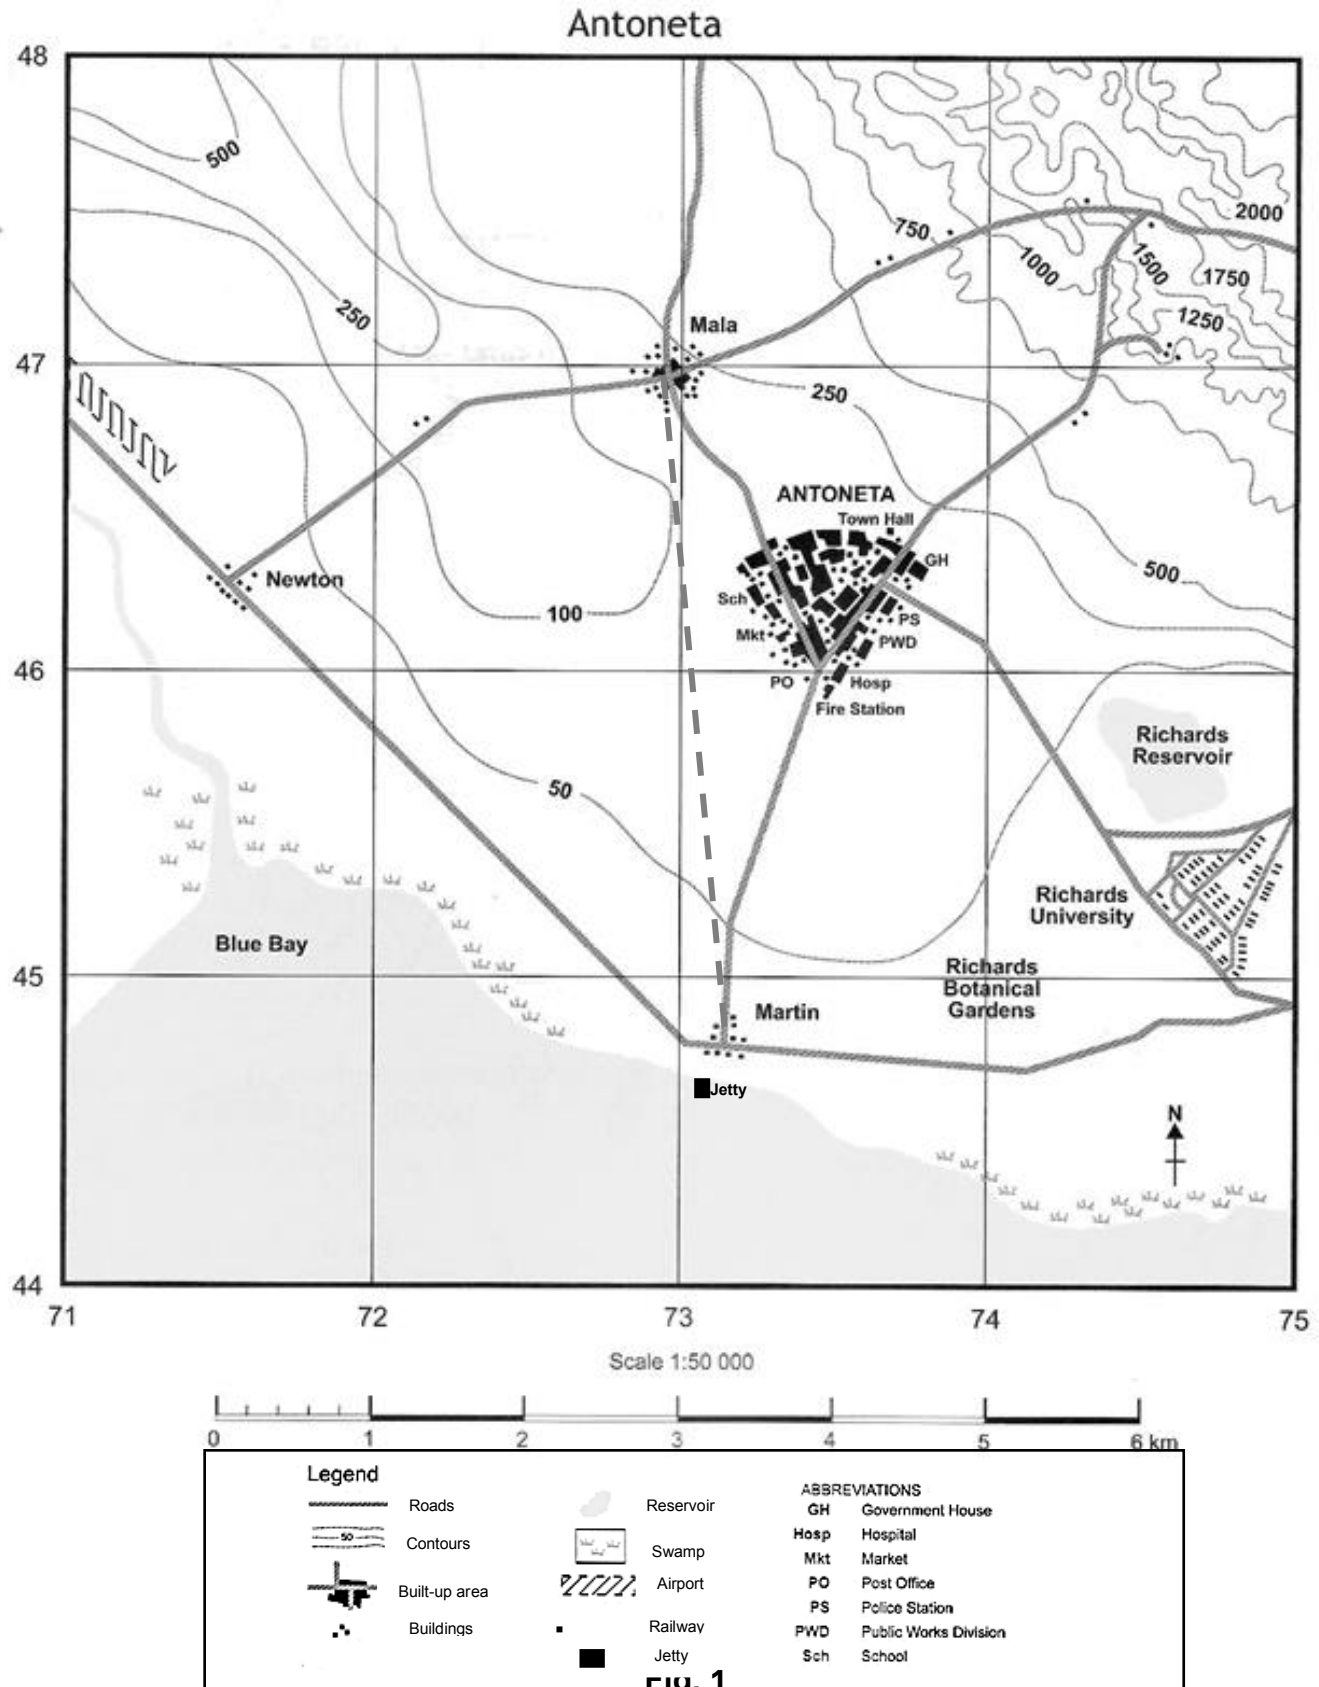 Antoneta
48
500
2000
750
1000
1500
1750
250
1250
Mala
47
250
ANTONETA
Town Hall
GH
Newton
500
Sch
100
PS
Mkt
PWD
46
PO
Hosp
Fire Station
Richards
Reservoir
50
Richards
University
Blue Bay
45
Richards
Botanical
Gardens
Martin
Jetty
N
44
71
72
73
74
75
Scale 1:50 000
0
1
2
3
4
5
6 km
Legend
Roads
50
Contours
Built-up area
Buildings
Reservoir
Swamp
Airport
Railway
Jetty
ABBREVIATIONS
GH Government House
Hosp Hospital
Mkt Market
PO Post Office
PS Police Station
PWD Public Works Division
Sch School
Fig. 1